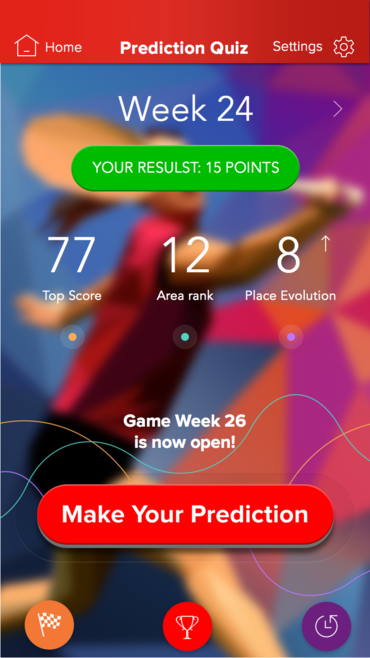 Home Prediction Quiz Settings
Week 24
YOUR RESULST: 15 POINTS
77 12 8
Top Score Area rank Place Evolution
Game Week 26
is now open!
Make Your Prediction